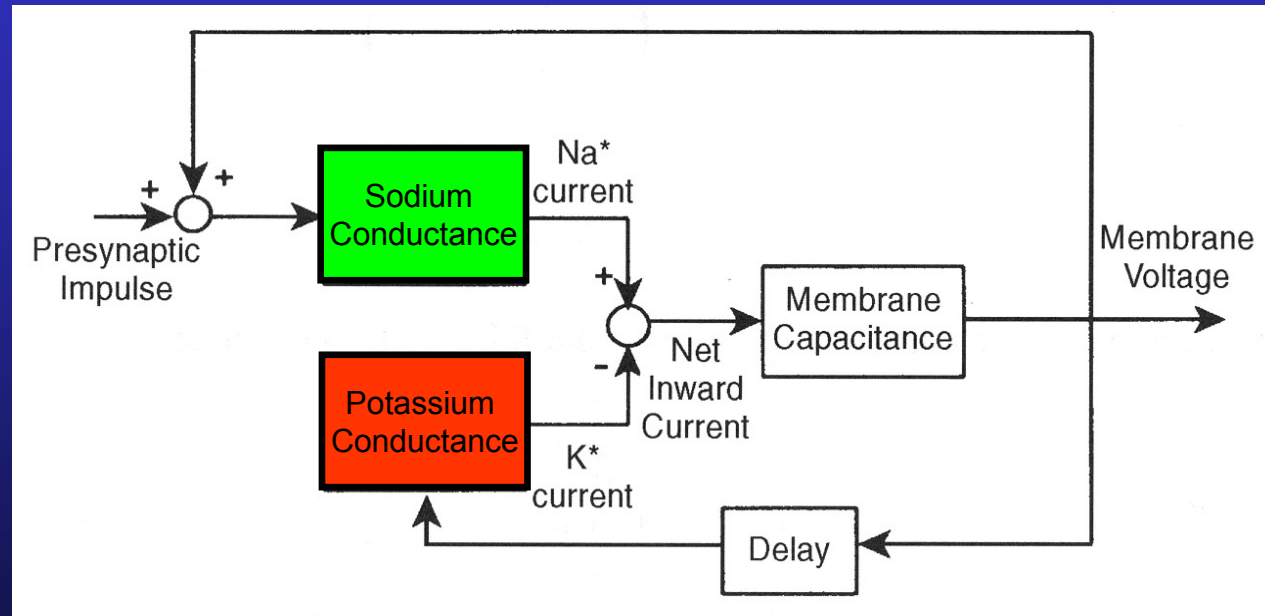 +
+
Presynaptic
Impulse
Sodium
Conductance
Na*
current
+
-
Potassium
Conductance
K*
current
Net
Inward
Current
Membrane
Capacitance
Membrane
Voltage
Delay